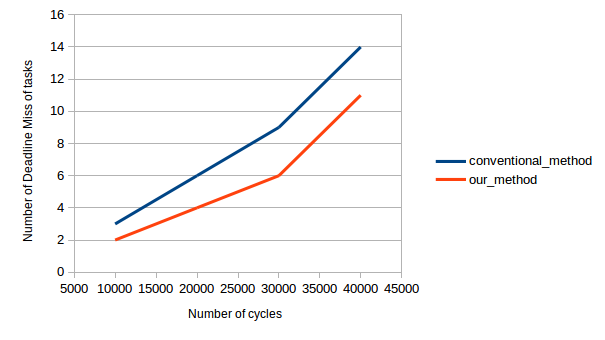 16
14
12
10
8
6
4
2
0
5000 10000 15000 20000 25000 30000 35000 40000 45000
Number of Deadline Miss of tasks
Number of cycles
conventional_method
our_method